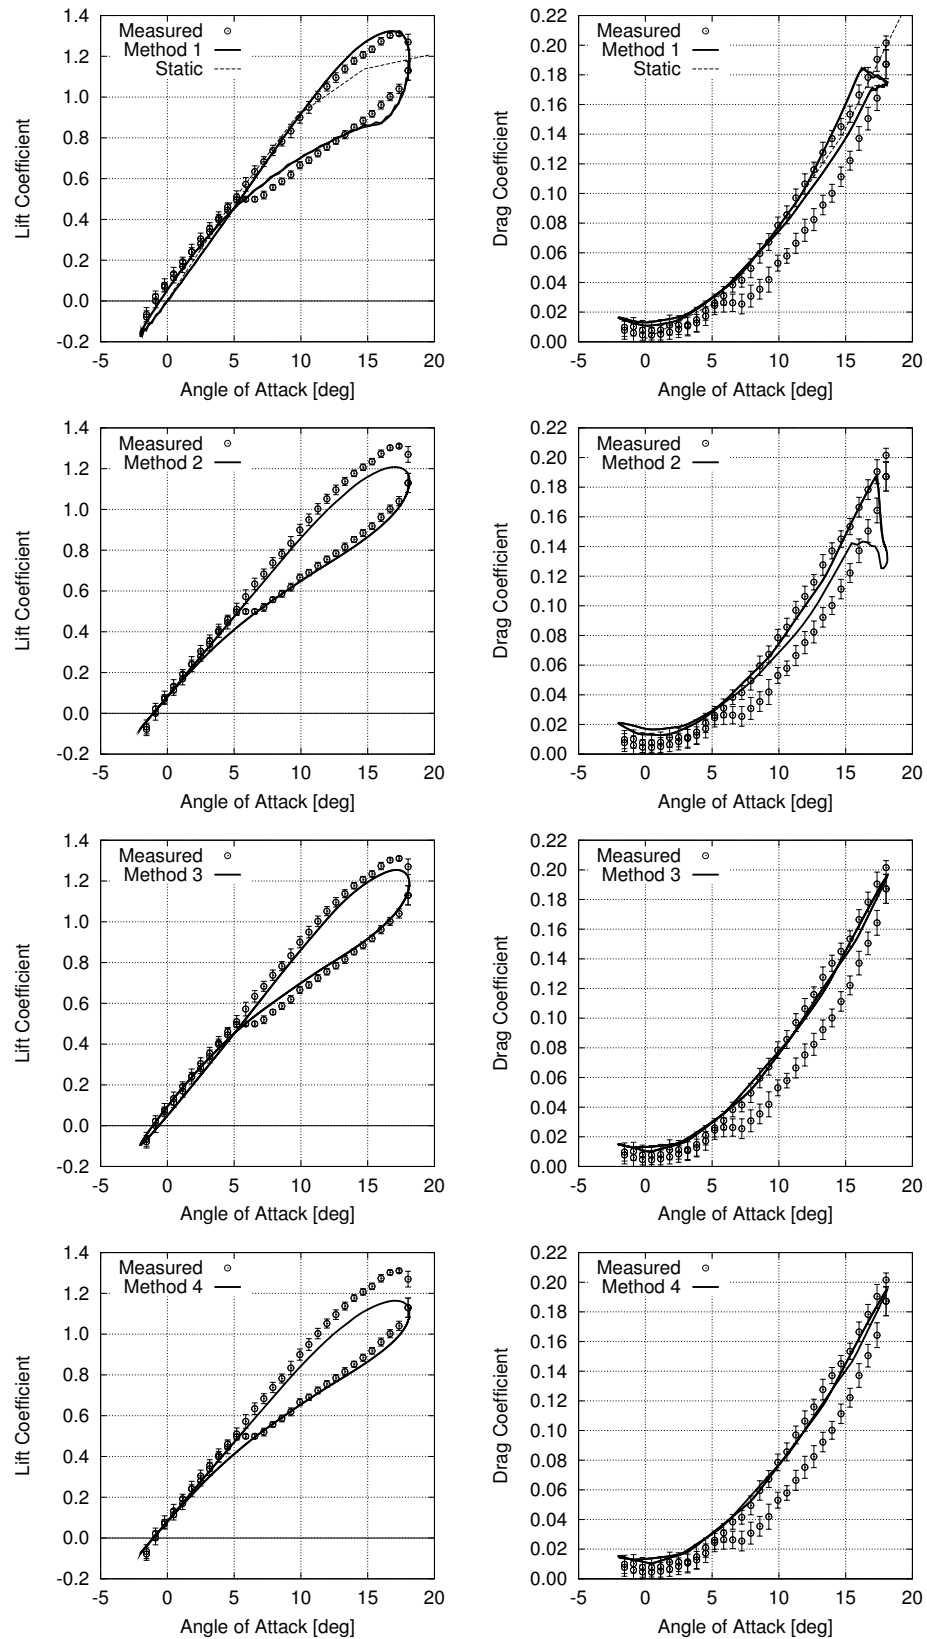 1.4
1.2
1.0
0.8
0.6
0.4
0.2
0.0
-0.2
Lift Coefficient
Measured
Method 1
Static
-5 0 5 10 15 20
Angle of Attack [deg]
0.22
0.20
0.18
0.16
0.14
0.12
0.10
0.08
0.06
0.04
0.02
0.00
Drag Coefficient
Measured
Method 1
Static
-5 0 5 10 15 20
Angle of Attack [deg]
1.4
1.2
1.0
0.8
0.6
0.4
0.2
0.0
-0.2
Lift Coefficient
Measured
Method 2
-5 0 5 10 15 20
Angle of Attack [deg]
0.22
0.20
0.18
0.16
0.14
0.12
0.10
0.08
0.06
0.04
0.02
0.00
Drag Coefficient
Measured
Method 2
-5 0 5 10 15 20
Angle of Attack [deg]
1.4
1.2
1.0
0.8
0.6
0.4
0.2
0.0
-0.2
Lift Coefficient
Measured
Method 3
-5 0 5 10 15 20
Angle of Attack [deg]
0.22
0.20
0.18
0.16
0.14
0.12
0.10
0.08
0.06
0.04
0.02
0.00
Drag Coefficient
Measured
Method 3
-5 0 5 10 15 20
Angle of Attack [deg]
1.4
1.2
1.0
0.8
0.6
0.4
0.2
0.0
-0.2
Lift Coefficient
Measured
Method 4
-5 0 5 10 15 20
Angle of Attack [deg]
0.22
0.20
0.18
0.16
0.14
0.12
0.10
0.08
0.06
0.04
0.02
0.00
Drag Coefficient
Measured
Method 4
-5 0 5 10 15 20
Angle of Attack [deg]